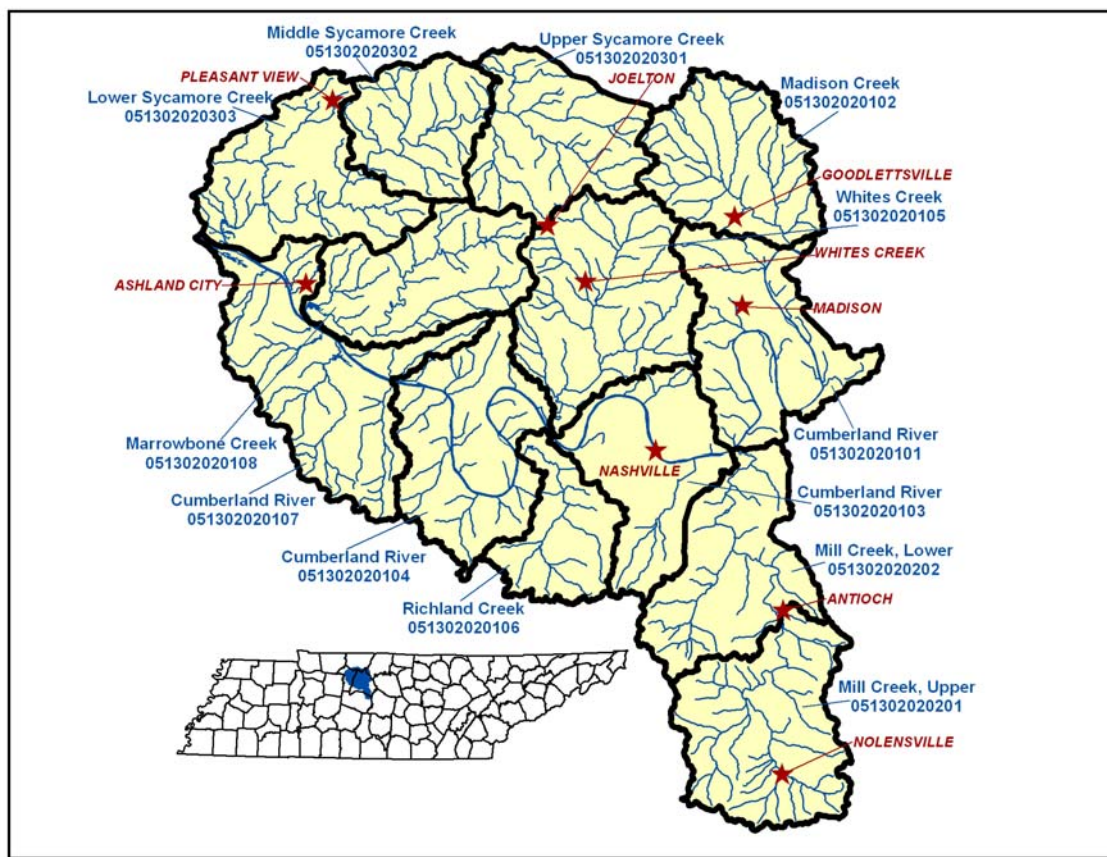 Middle Sycamore Creek
051302020302
Upper Sycamore Creek
051302020301
PLEASANT VIEW
JOELTON
Madison Creek
051302020102
Lower Sycamore Creek
051302020303
GOODLETTSVILLE
Whites Creek
051302020105
WHITES CREEK
ASHLAND CITY
MADISON
Marrowbone Creek
051302020108
Cumberland River
051302020101
NASHVILLE
Cumberland River
051302020107
Cumberland River
051302020103
Cumberland River
051302020104
Mill Creek, Lower
051302020202
Richland Creek
051302020106
ANTIOCH
Mill Creek, Upper
051302020201
NOLENSVILLE